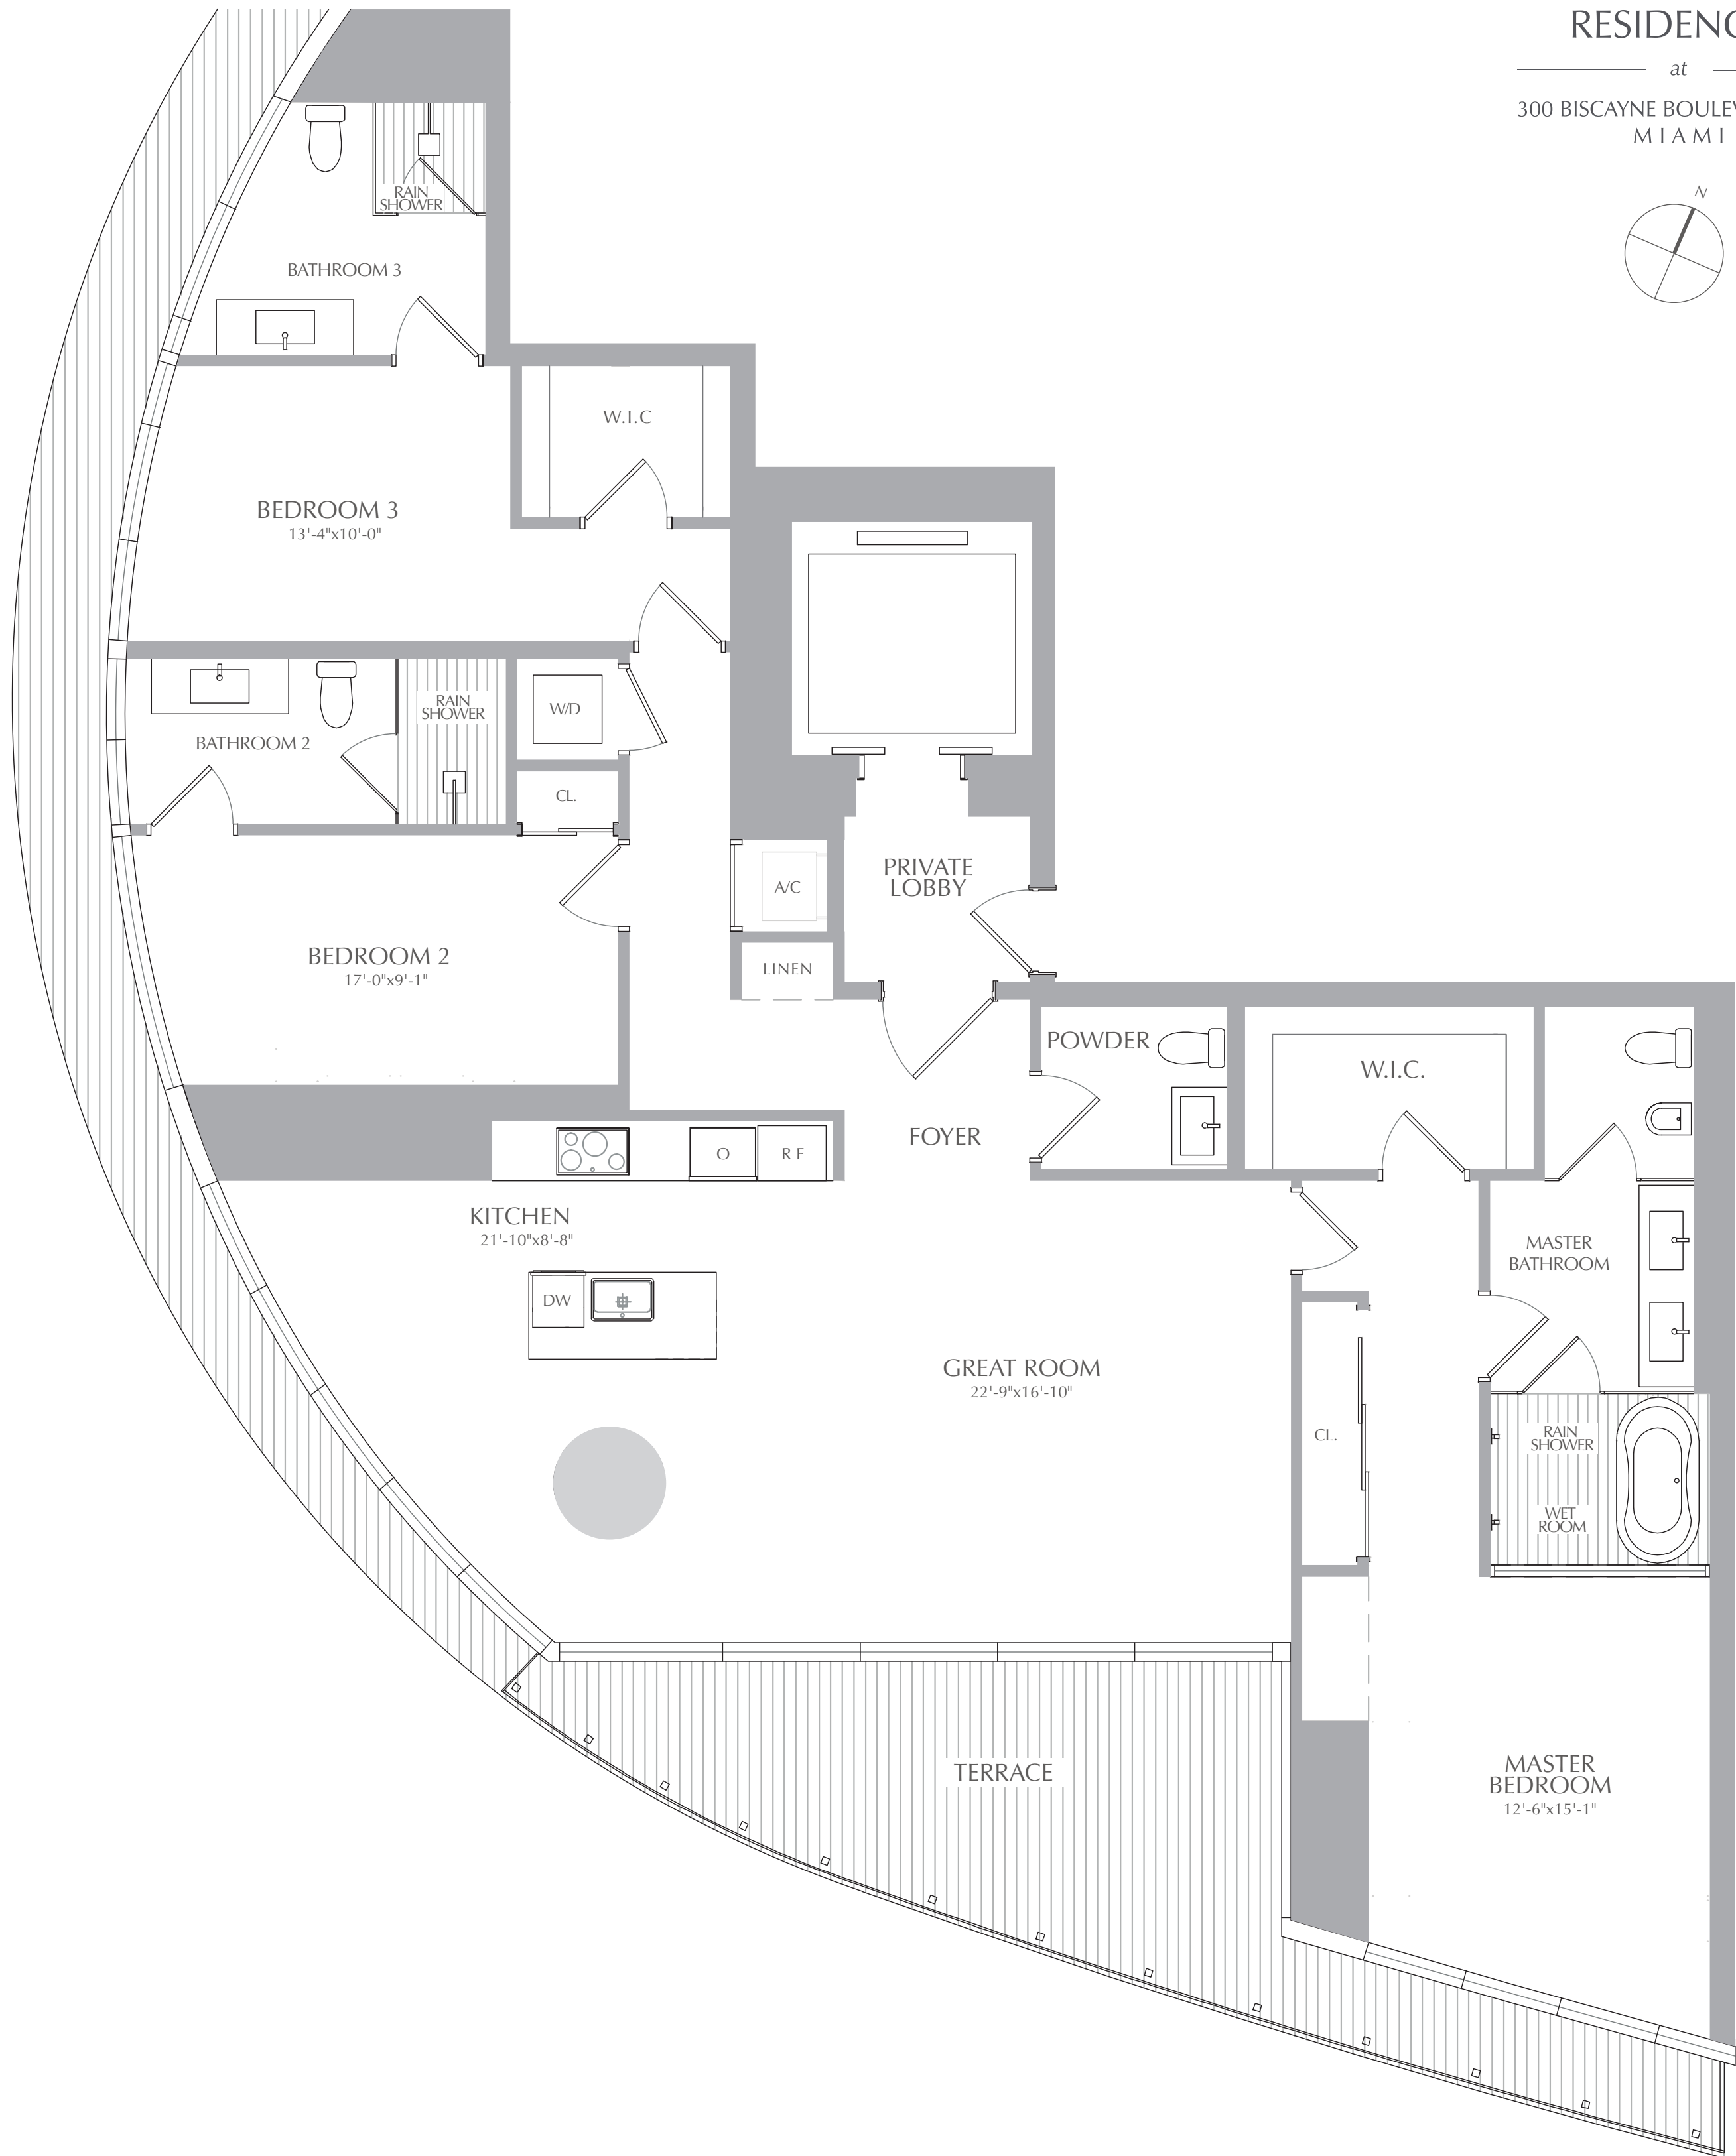 RESIDENC
at
300 BISCAYNE BOULEV
MIAMI
N
RAIN
SHOWER
BATHROOM 3
W.I.C
BEDROOM 3
13'-4"x10'-0"
RAIN
SHOWER
W/D
BATHROOM 2
CL.
PRIVATE
LOBBY
A/C
BEDROOM 2
17'-0"x9'-1"
LINEN
POWDER
W.I.C.
FOYER
O
RF
KITCHEN
21'-10"x8'-8"
MASTER
BATHROOM
DW
GREAT ROOM
22'-9"x16'-10"
CL.
RAIN
SHOWER
WET
ROOM
TERRACE
MASTER
BEDROOM
12'-6"x15'-1"